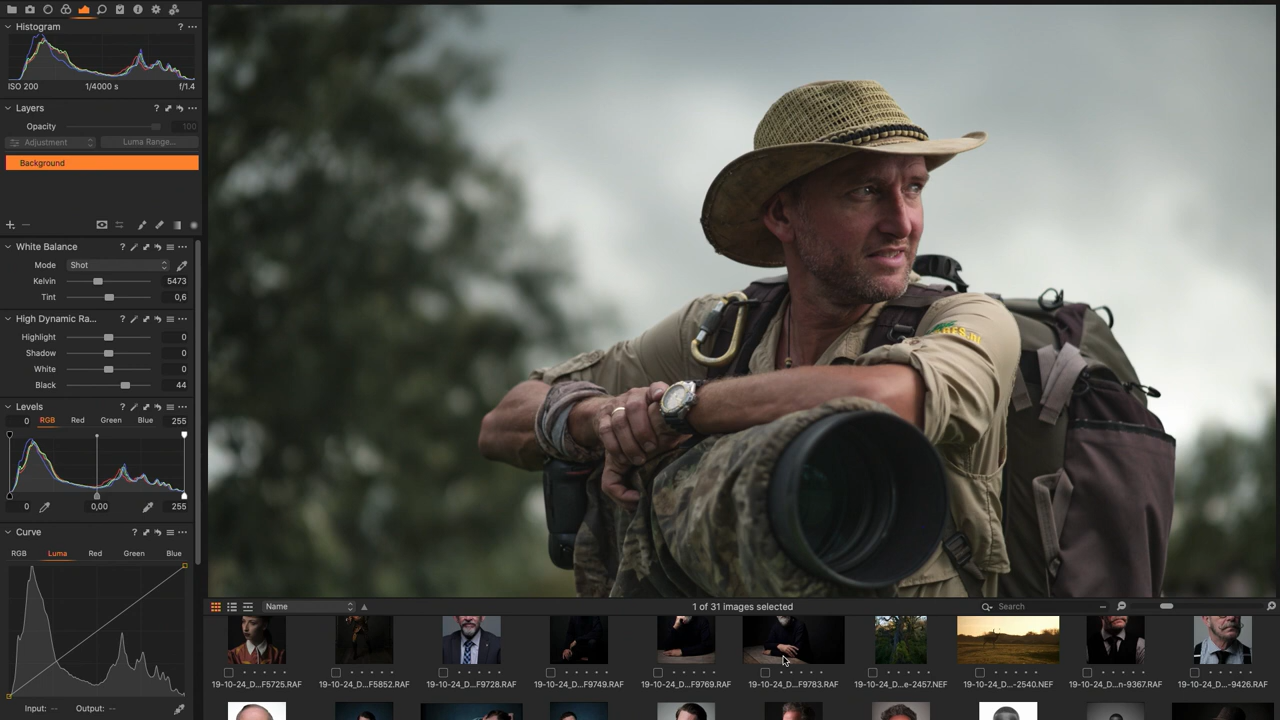 Histogram ?
ISO 200 1/4000 s f/1.4
Layers ?
Opacity 100
Adjustment Luma Range...
Background
White Balance ?
Mode Shot
Kelvin 5473
Tint 0,6
High Dynamic Ra... ?
Highlight 0
Shadow 0
White 0
Black 44
Levels ?
0 RGB Red Green Blue 255
0 0,00 255
Curve ?
RGB Luma Red Green Blue
Input: -- Output: --
Name 1 of 31 images selected Search
19-10-24_D...F5725.RAF 19-10-24_D...F5852.RAF 19-10-24_D...F9728.RAF 19-10-24_D...F9749.RAF 19-10-24_D...F9769.RAF 19-10-24_D...F9783.RAF 19-10-24_D...e-2457.NEF 19-10-24_D...-2540.NEF 19-10-24_D...n-9367.RAF 19-10-24_D...-9426.RAF